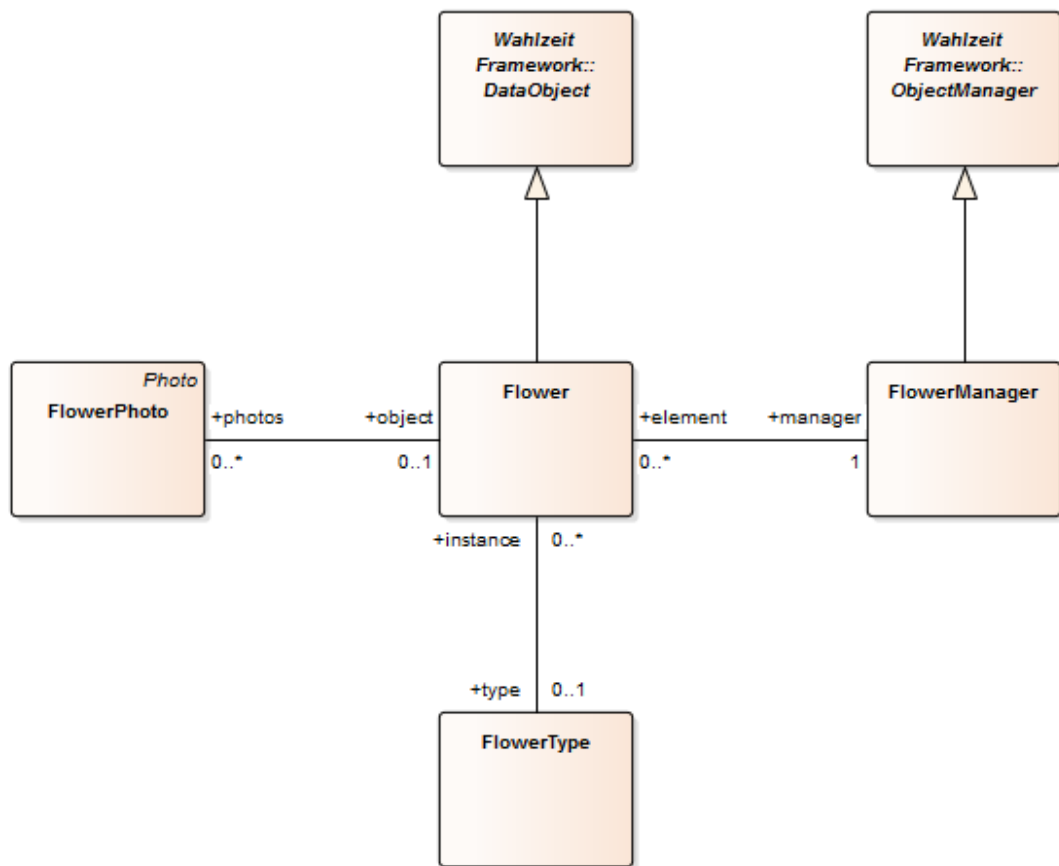 Wahlzeit
Framework::
DataObject
Wahlzeit
Framework::
ObjectManager
Photo
FlowerPhoto
Flower
FlowerManager
+photos
+object
+element
+manager
0..*
0..1
0..*
1
+instance
0..*
+type
0..1
FlowerType